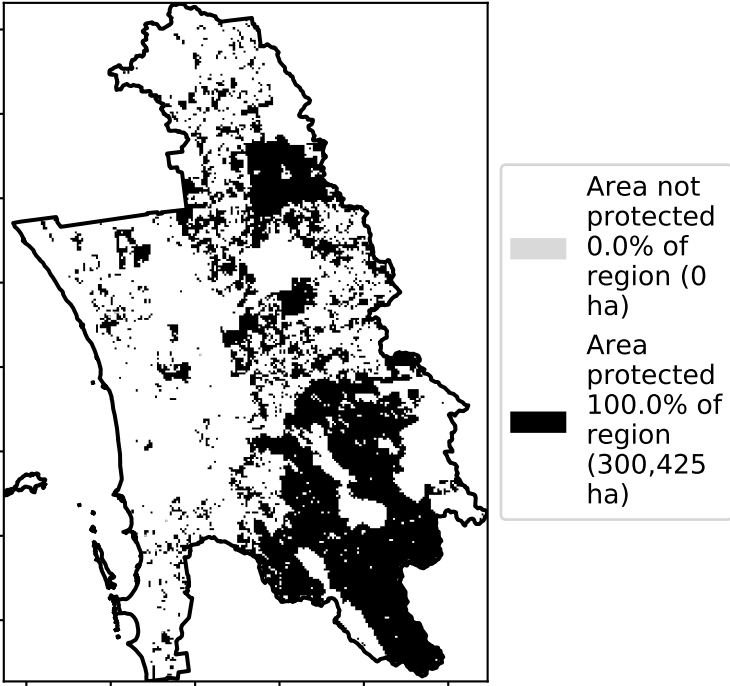 Area not
protected
0.0% of
region (0
ha)
Area
protected
100.0% of
region
(300,425
ha)